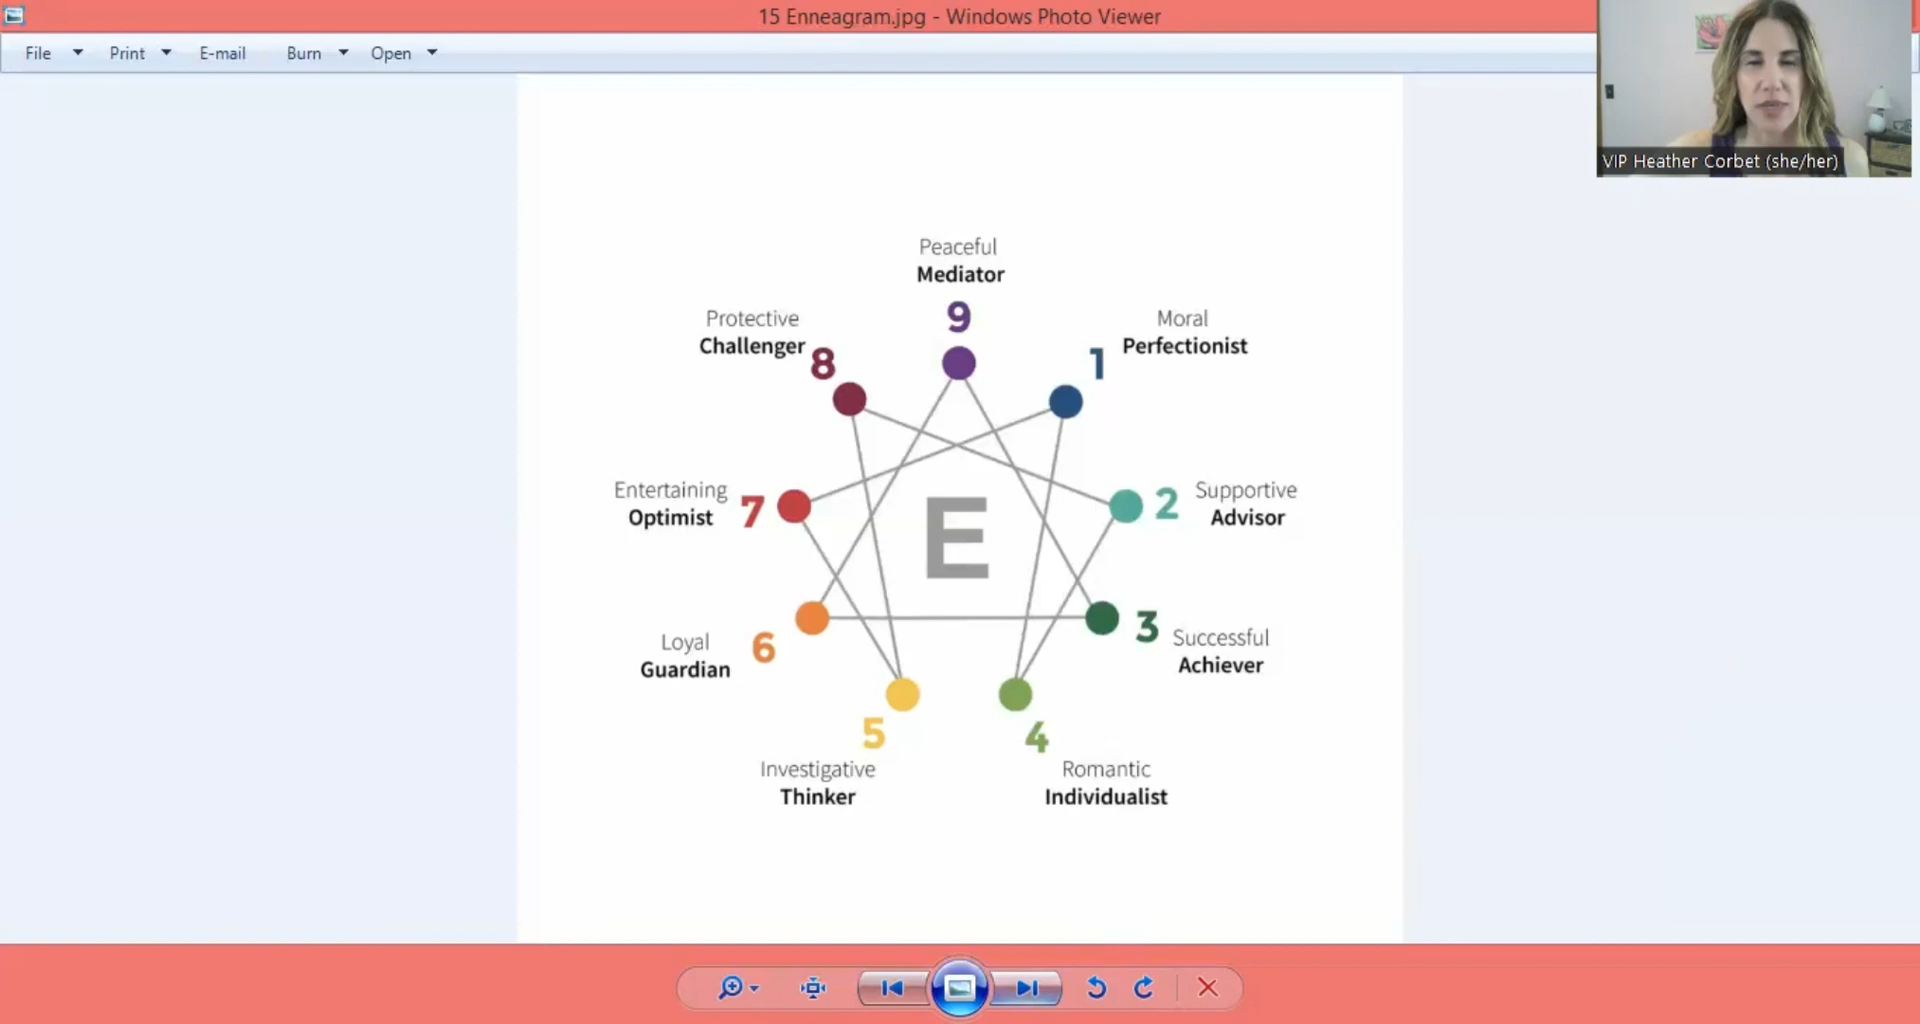 15 Enneagram.jpg - Windows Photo Viewer
File Print E-mail Burn Open
VIP Heather Corbet (she/her)
Peaceful
Mediator
9
Protective
Challenger
8
Moral
Perfectionist
1
Entertaining
Optimist
7
E
2
Supportive
Advisor
Loyal
Guardian
6
3
Successful
Achiever
5
Investigative
Thinker
4
Romantic
Individualist